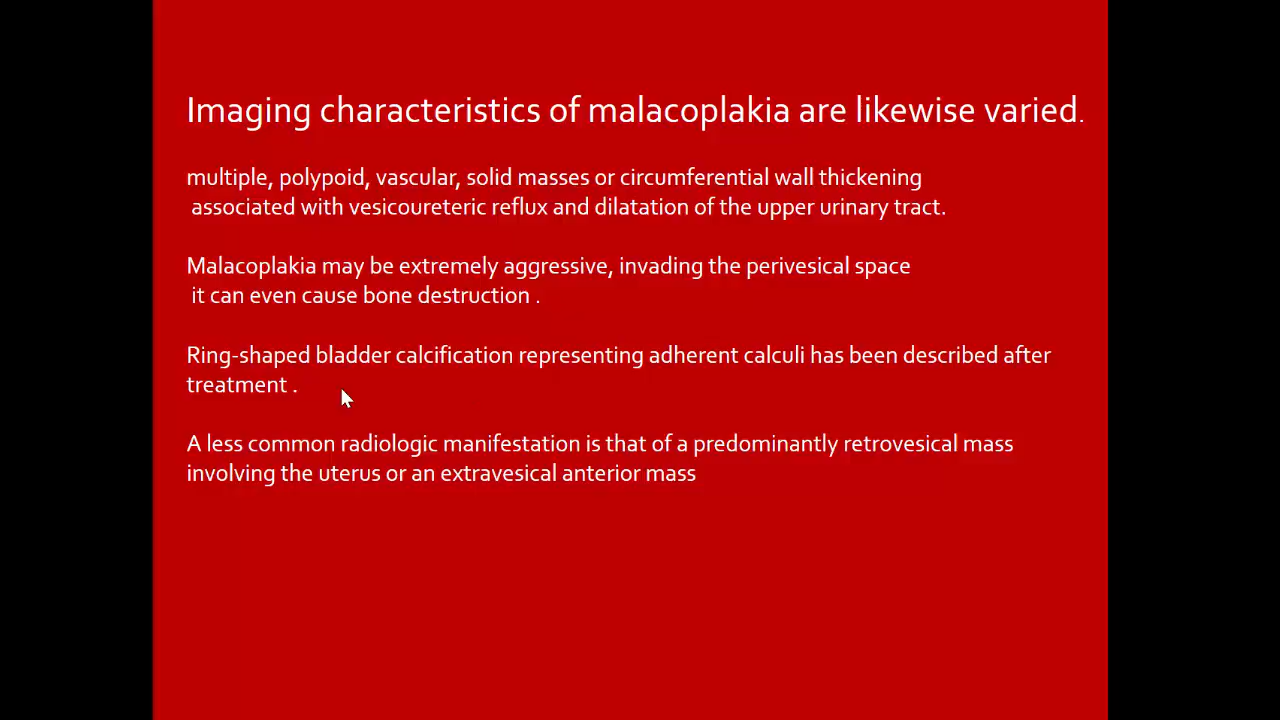 Imaging characteristics of malacoplakia are likewise varied.
multiple, polypoid, vascular, solid masses or circumferential wall thickening
associated with vesicoureteric reflux and dilatation of the upper urinary tract.
Malacoplakia may be extremely aggressive, invading the perivesical space
it can even cause bone destruction .
Ring-shaped bladder calcification representing adherent calculi has been described after
treatment .
A less common radiologic manifestation is that of a predominantly retrovesical mass
involving the uterus or an extravesical anterior mass